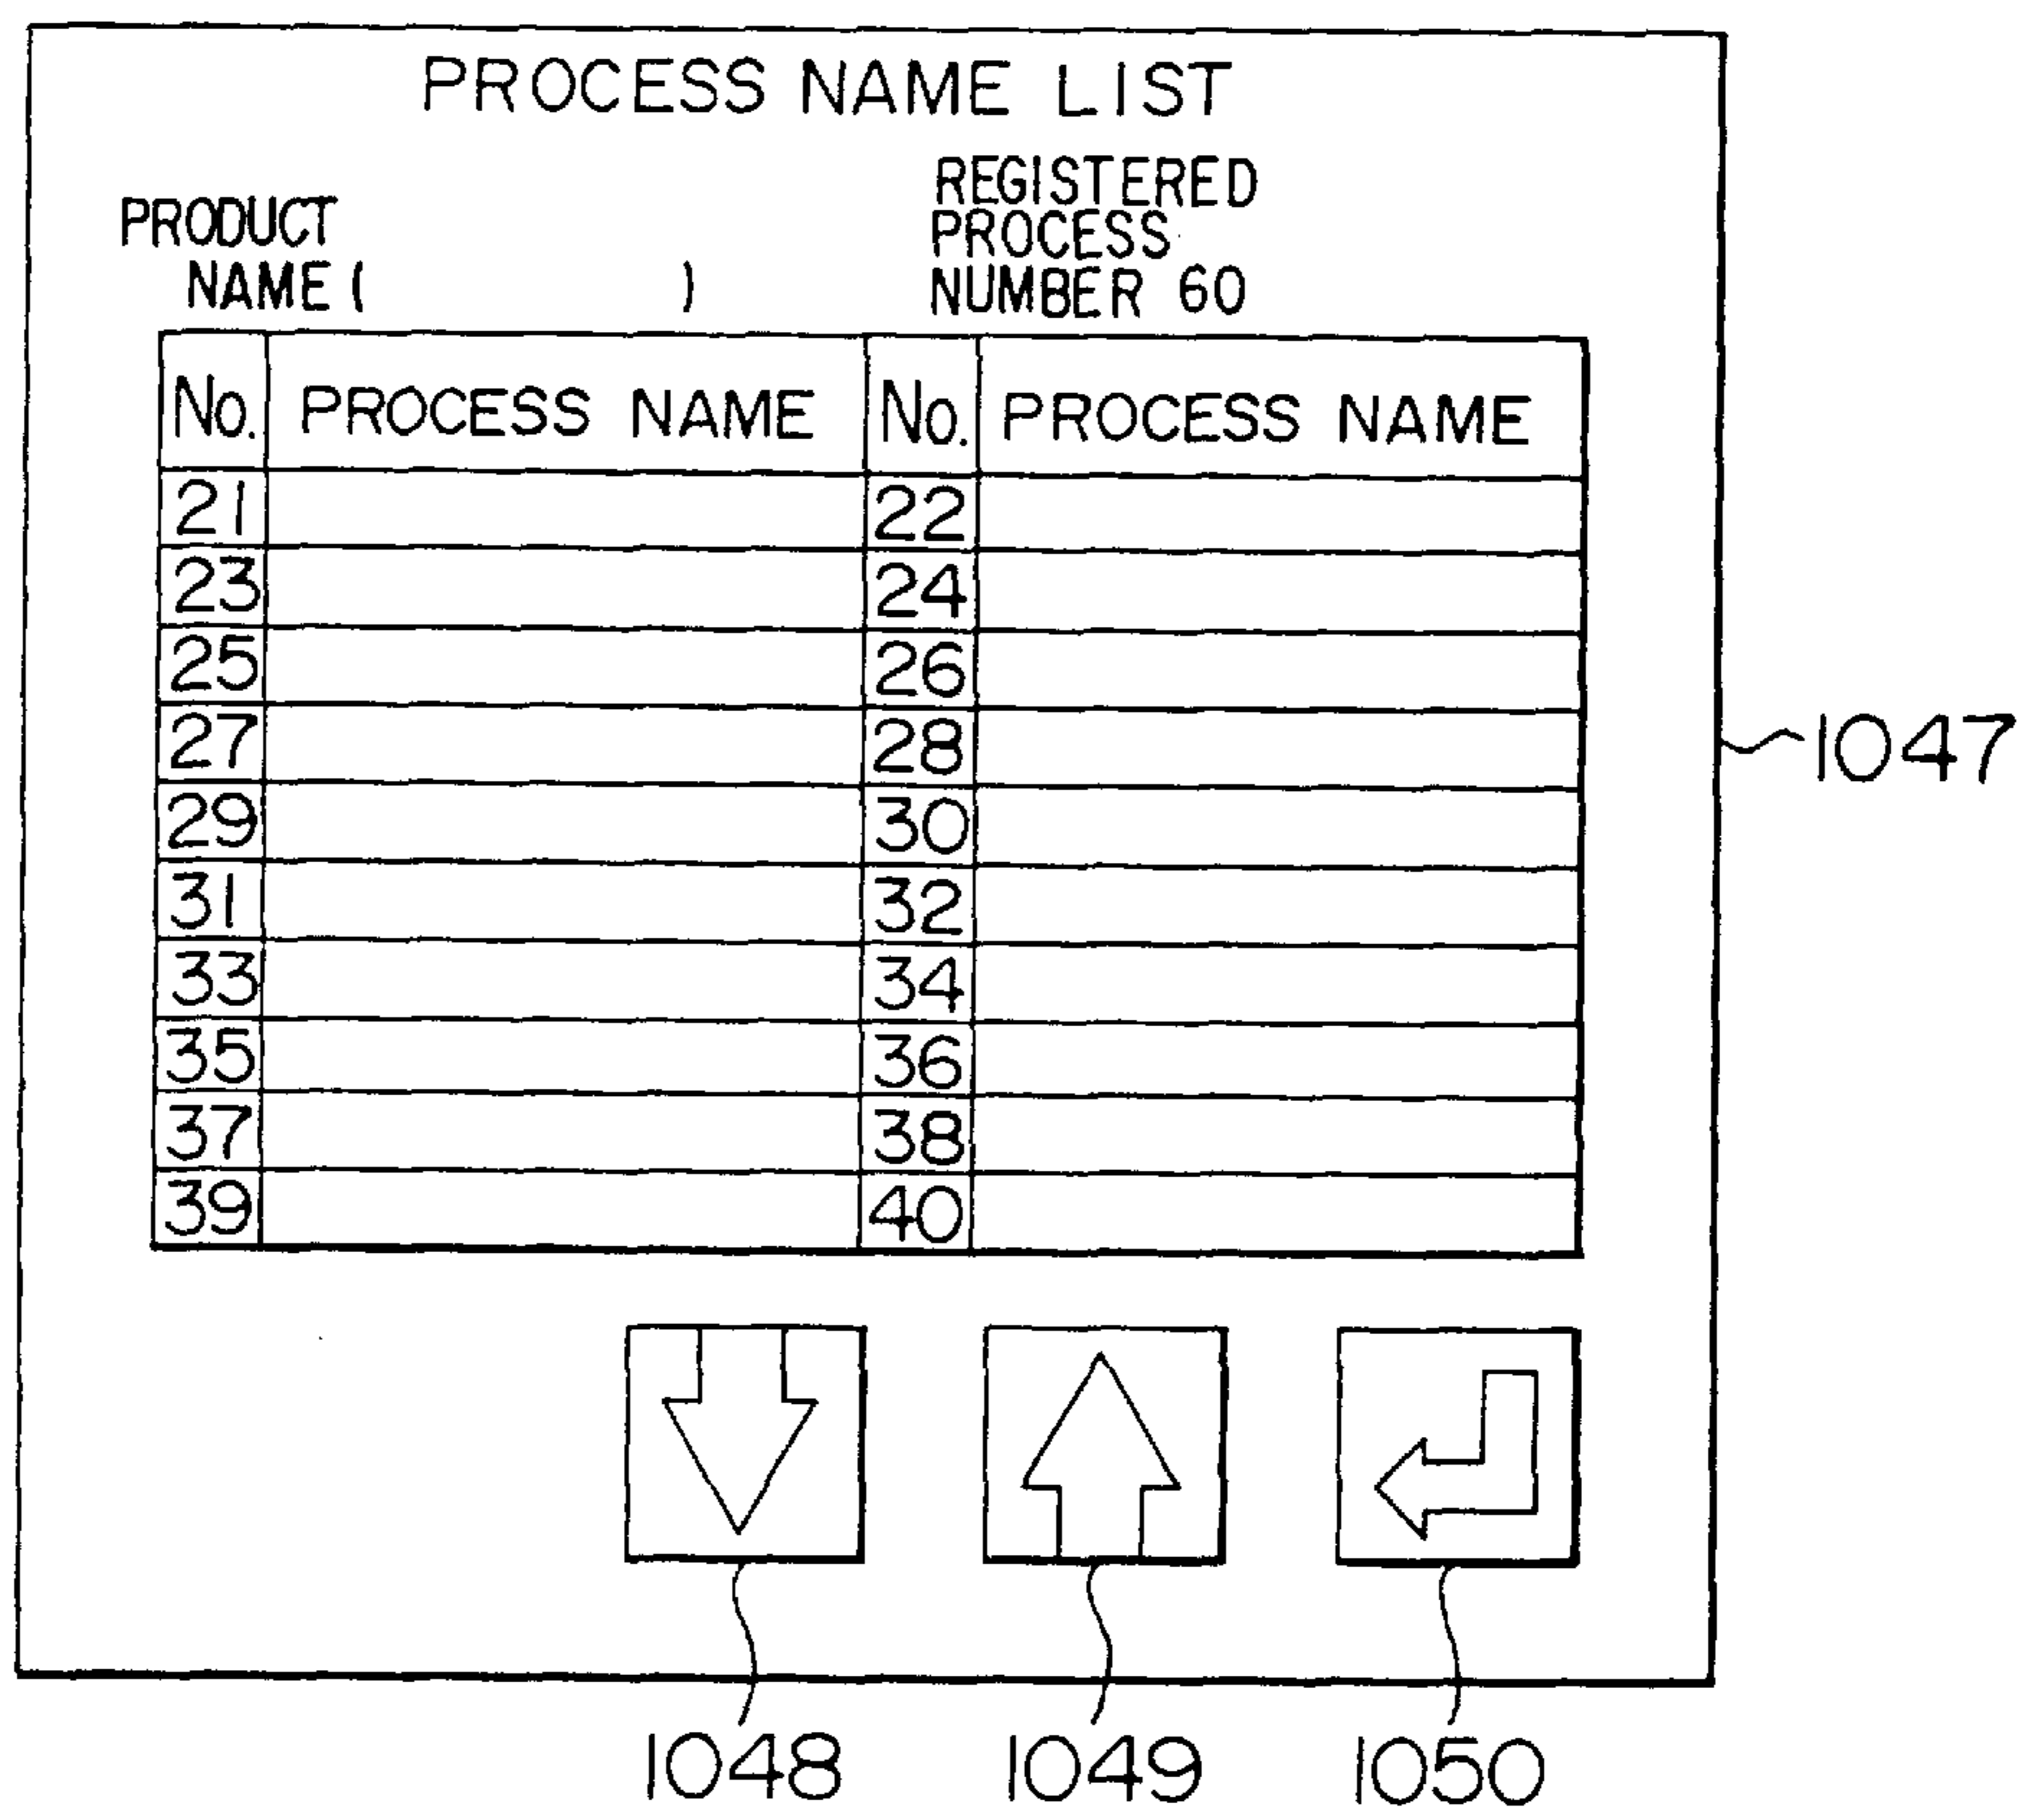 PROCESS NAME LIST
PRODUCT
NAME ( )
REGISTERED
PROCESS
NUMBER 60
No. PROCESS NAME No. PROCESS NAME
21 22
23 24
25 26
27 28
29 30
31 32
33 34
35 36
37 38
39 40
1047
1048 1049 1050